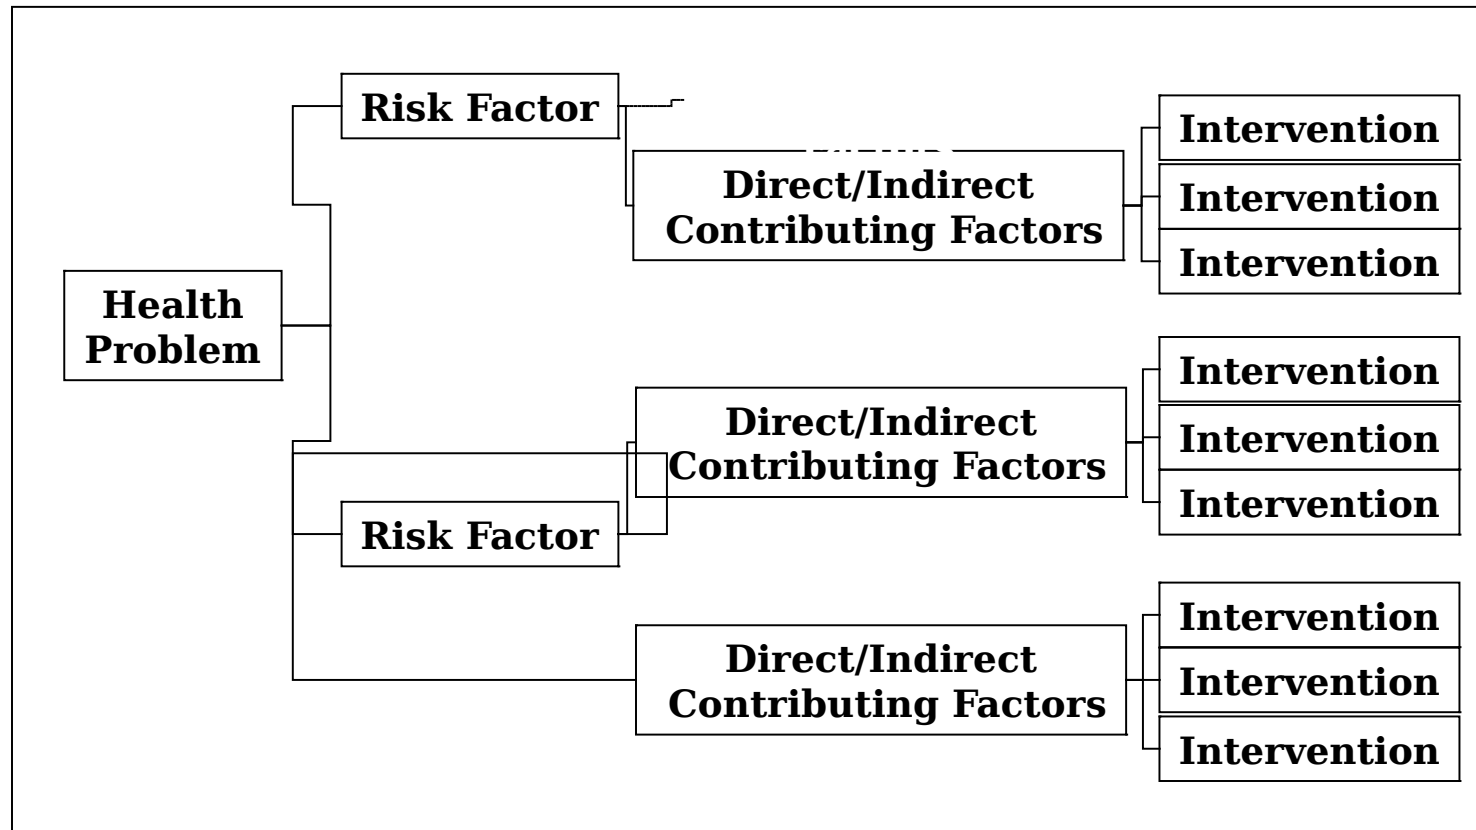 Risk Factor
Direct/Indirect
Contributing Factors
Intervention
Intervention
Intervention
Health
Problem
Direct/Indirect
Contributing Factors
Intervention
Intervention
Intervention
Risk Factor
Direct/Indirect
Contributing Factors
Intervention
Intervention
Intervention